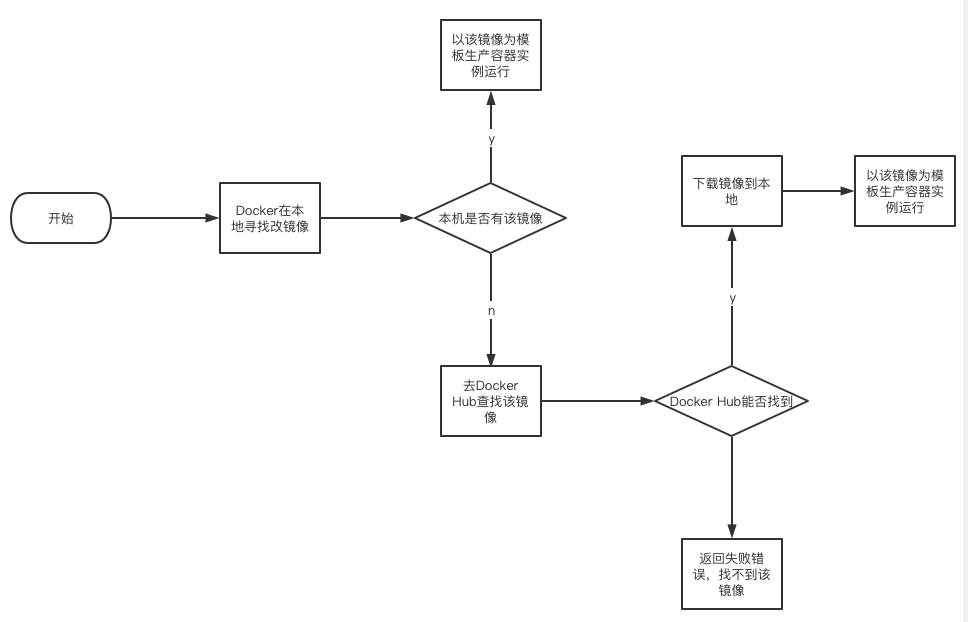 以该镜像为模
板生产容器实
例运行
y
开始
Docker在本
地寻找改镜像
本机是否有该镜像
n
去Docker
Hub查找该镜
像
Docker Hub能否找到
y
下载镜像到本
地
以该镜像为模
板生产容器实
例运行
返回失败错
误，找不到该
镜像